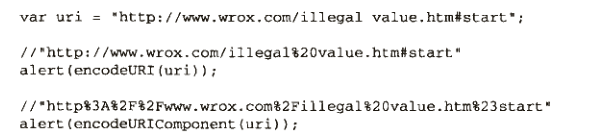 var uri = "http://www.wrox.com/illegal value.htm#start";
//"http://www.wrox.com/illegal%20value.htm#start"
alert(encodeURI(uri));
//"http%3A%2F%2Fwww.wrox.com%2Fillegal%20value.htm%23start"
alert(encodeURIComponent(uri));